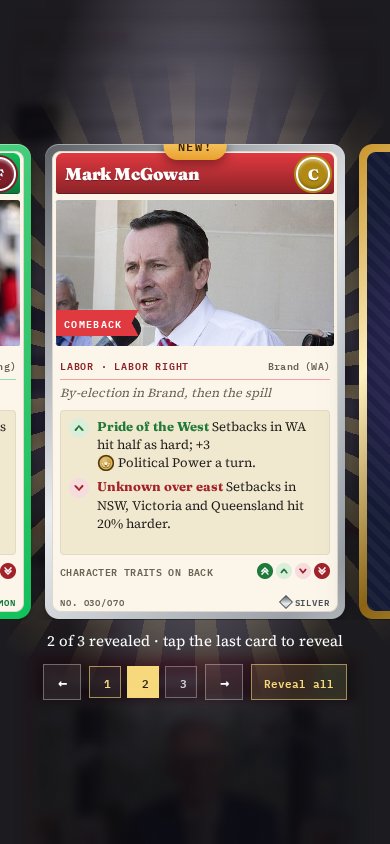 NEW!
F
Mark McGowan
C
COMEBACK
ng)
LABOR · LABOR RIGHT
Brand (WA)
By-election in Brand, then the spill
s
Pride of the West Setbacks in WA
hit half as hard; +3
Political Power a turn.
Unknown over east Setbacks in
NSW, Victoria and Queensland hit
20% harder.
CHARACTER TRAITS ON BACK
MON
NO. 030/070
SILVER
2 of 3 revealed · tap the last card to reveal
← 1 2 3 → Reveal all